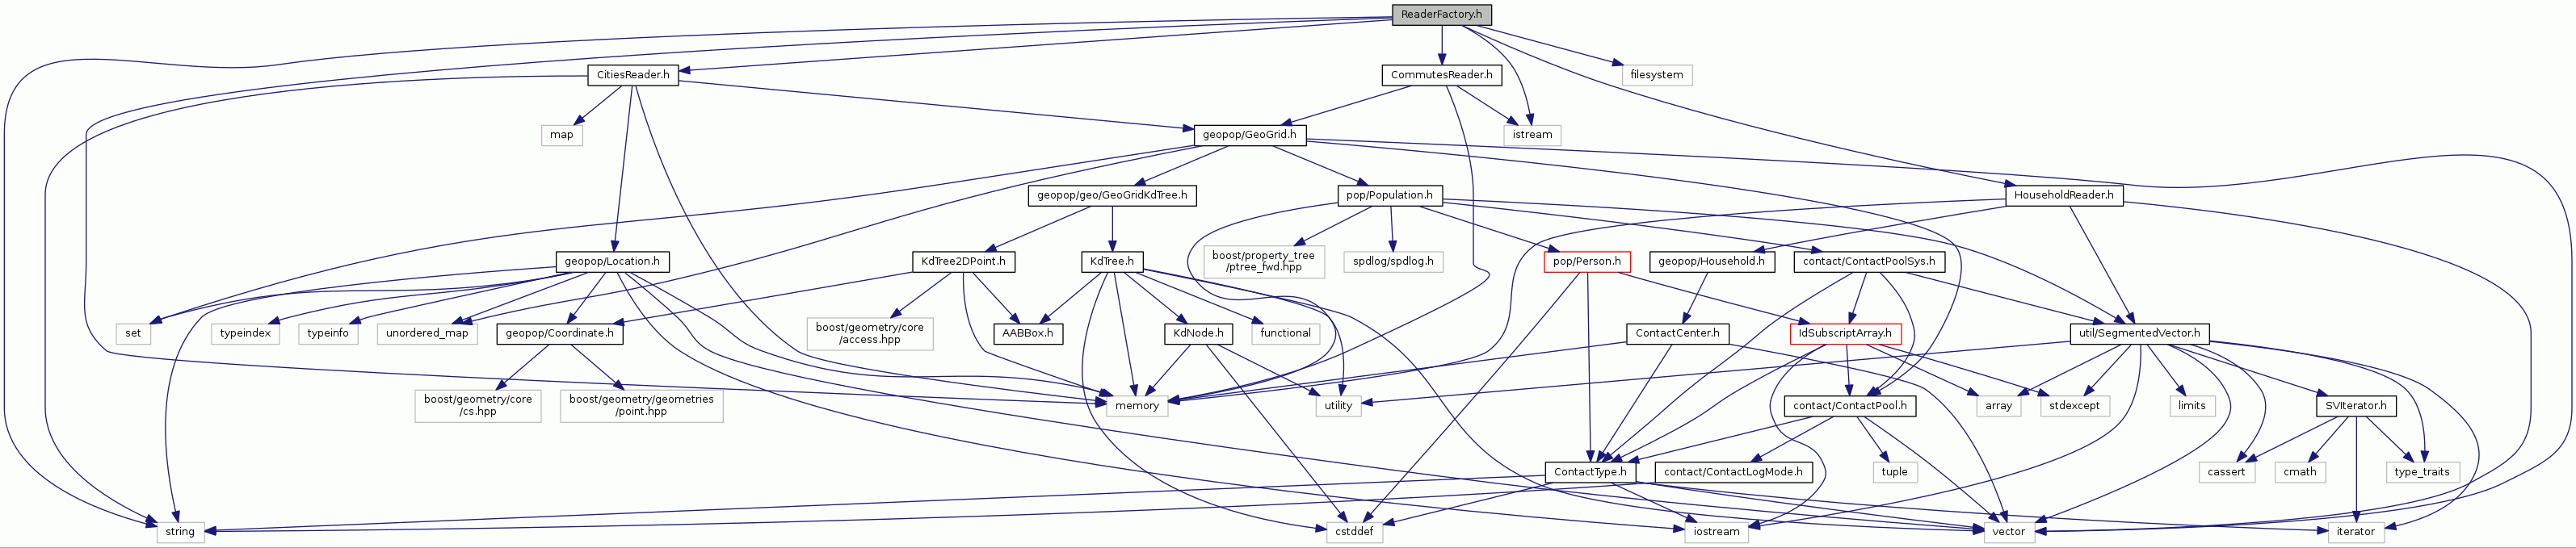 ReaderFactory.h
CitiesReader.h
CommutesReader.h
filesystem
map
geopop/GeoGrid.h
istream
geopop/geo/GeoGridKdTree.h
pop/Population.h
HouseholdReader.h
geopop/Location.h
KdTree2DPoint.h
KdTree.h
boost/property_tree
/ptree_fwd.hpp
spdlog/spdlog.h
pop/Person.h
geopop/Household.h
contact/ContactPoolSys.h
set
typeindex
typeinfo
unordered_map
geopop/Coordinate.h
boost/geometry/core
/access.hpp
AABBox.h
KdNode.h
functional
ContactCenter.h
IdSubscriptArray.h
util/SegmentedVector.h
boost/geometry/core
/cs.hpp
boost/geometry/geometries
/point.hpp
memory
utility
contact/ContactPool.h
array
stdexcept
limits
SVIterator.h
ContactType.h
contact/ContactLogMode.h
tuple
cassert
cmath
type_traits
string
cstddef
iostream
vector
iterator